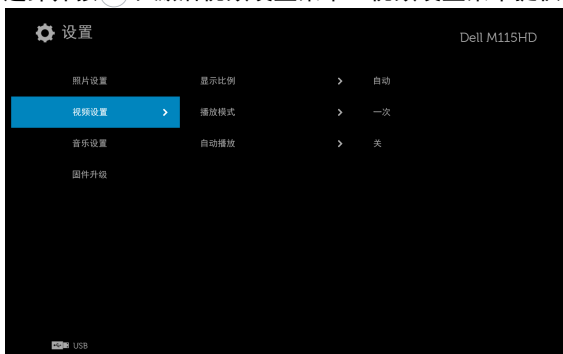 设置
Dell M115HD
照片设置 显示比例 > 自动
视频设置 > 播放模式 > 一次
音乐设置 自动播放 > 关
固件升级
USB